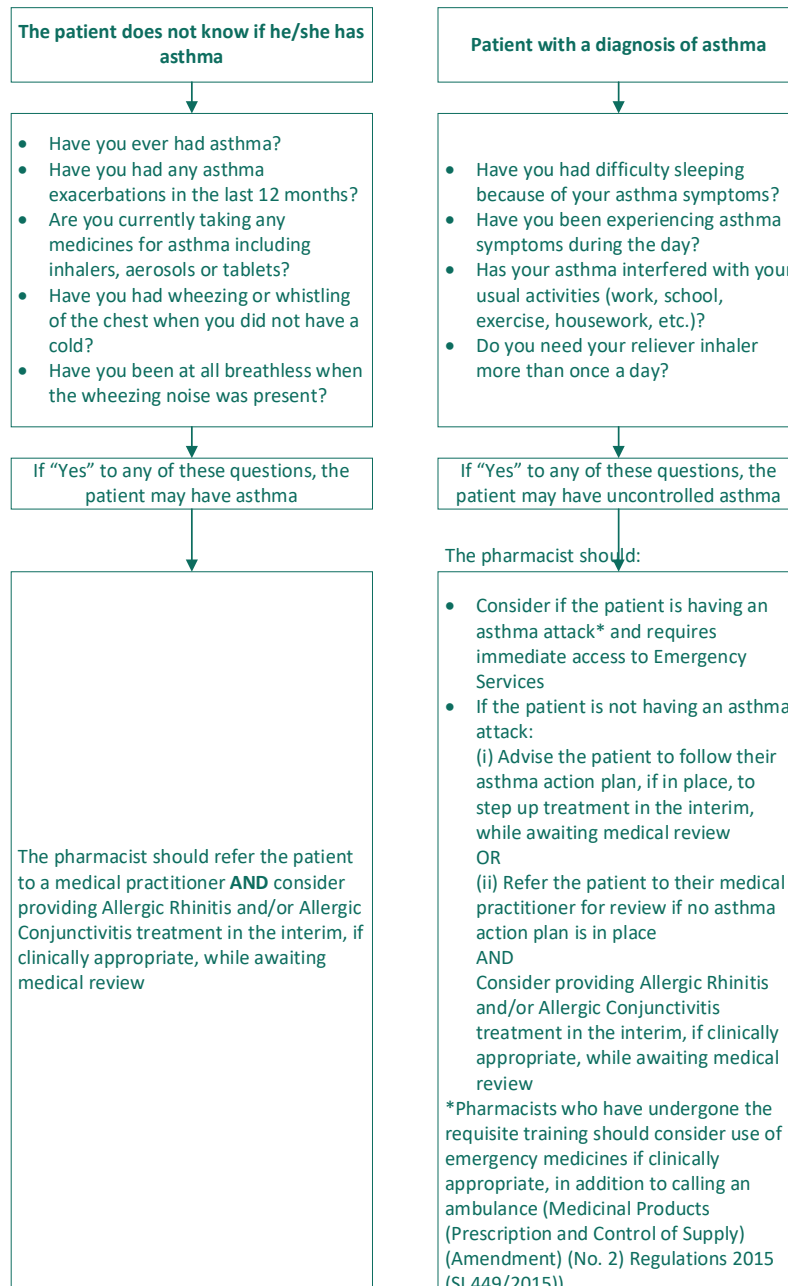 The patient does not know if he/she has
asthma
• Have you ever had asthma?
• Have you had any asthma
exacerbations in the last 12 months?
• Are you currently taking any
medicines for asthma including
inhalers, aerosols or tablets?
• Have you had wheezing or whistling
of the chest when you did not have a
cold?
• Have you been at all breathless when
the wheezing noise was present?
If “Yes” to any of these questions, the
patient may have asthma
The pharmacist should refer the patient
to a medical practitioner AND consider
providing Allergic Rhinitis and/or Allergic
Conjunctivitis treatment in the interim, if
clinically appropriate, while awaiting
medical review
Patient with a diagnosis of asthma
• Have you had difficulty sleeping
because of your asthma symptoms?
• Have you been experiencing asthma
symptoms during the day?
• Has your asthma interfered with your
usual activities (work, school,
exercise, housework, etc.)?
• Do you need your reliever inhaler
more than once a day?
If “Yes” to any of these questions, the
patient may have uncontrolled asthma
The pharmacist should:
• Consider if the patient is having an
asthma attack* and requires
immediate access to Emergency
Services
• If the patient is not having an asthma
attack:
(i) Advise the patient to follow their
asthma action plan, if in place, to
step up treatment in the interim,
while awaiting medical review
OR
(ii) Refer the patient to their medical
practitioner for review if no asthma
action plan is in place
AND
Consider providing Allergic Rhinitis
and/or Allergic Conjunctivitis
treatment in the interim, if clinically
appropriate, while awaiting medical
review
*Pharmacists who have undergone the
requisite training should consider use of
emergency medicines if clinically
appropriate, in addition to calling an
ambulance (Medicinal Products
(Prescription and Control of Supply)
(Amendment) (No. 2) Regulations 2015
(SI 449/2015))